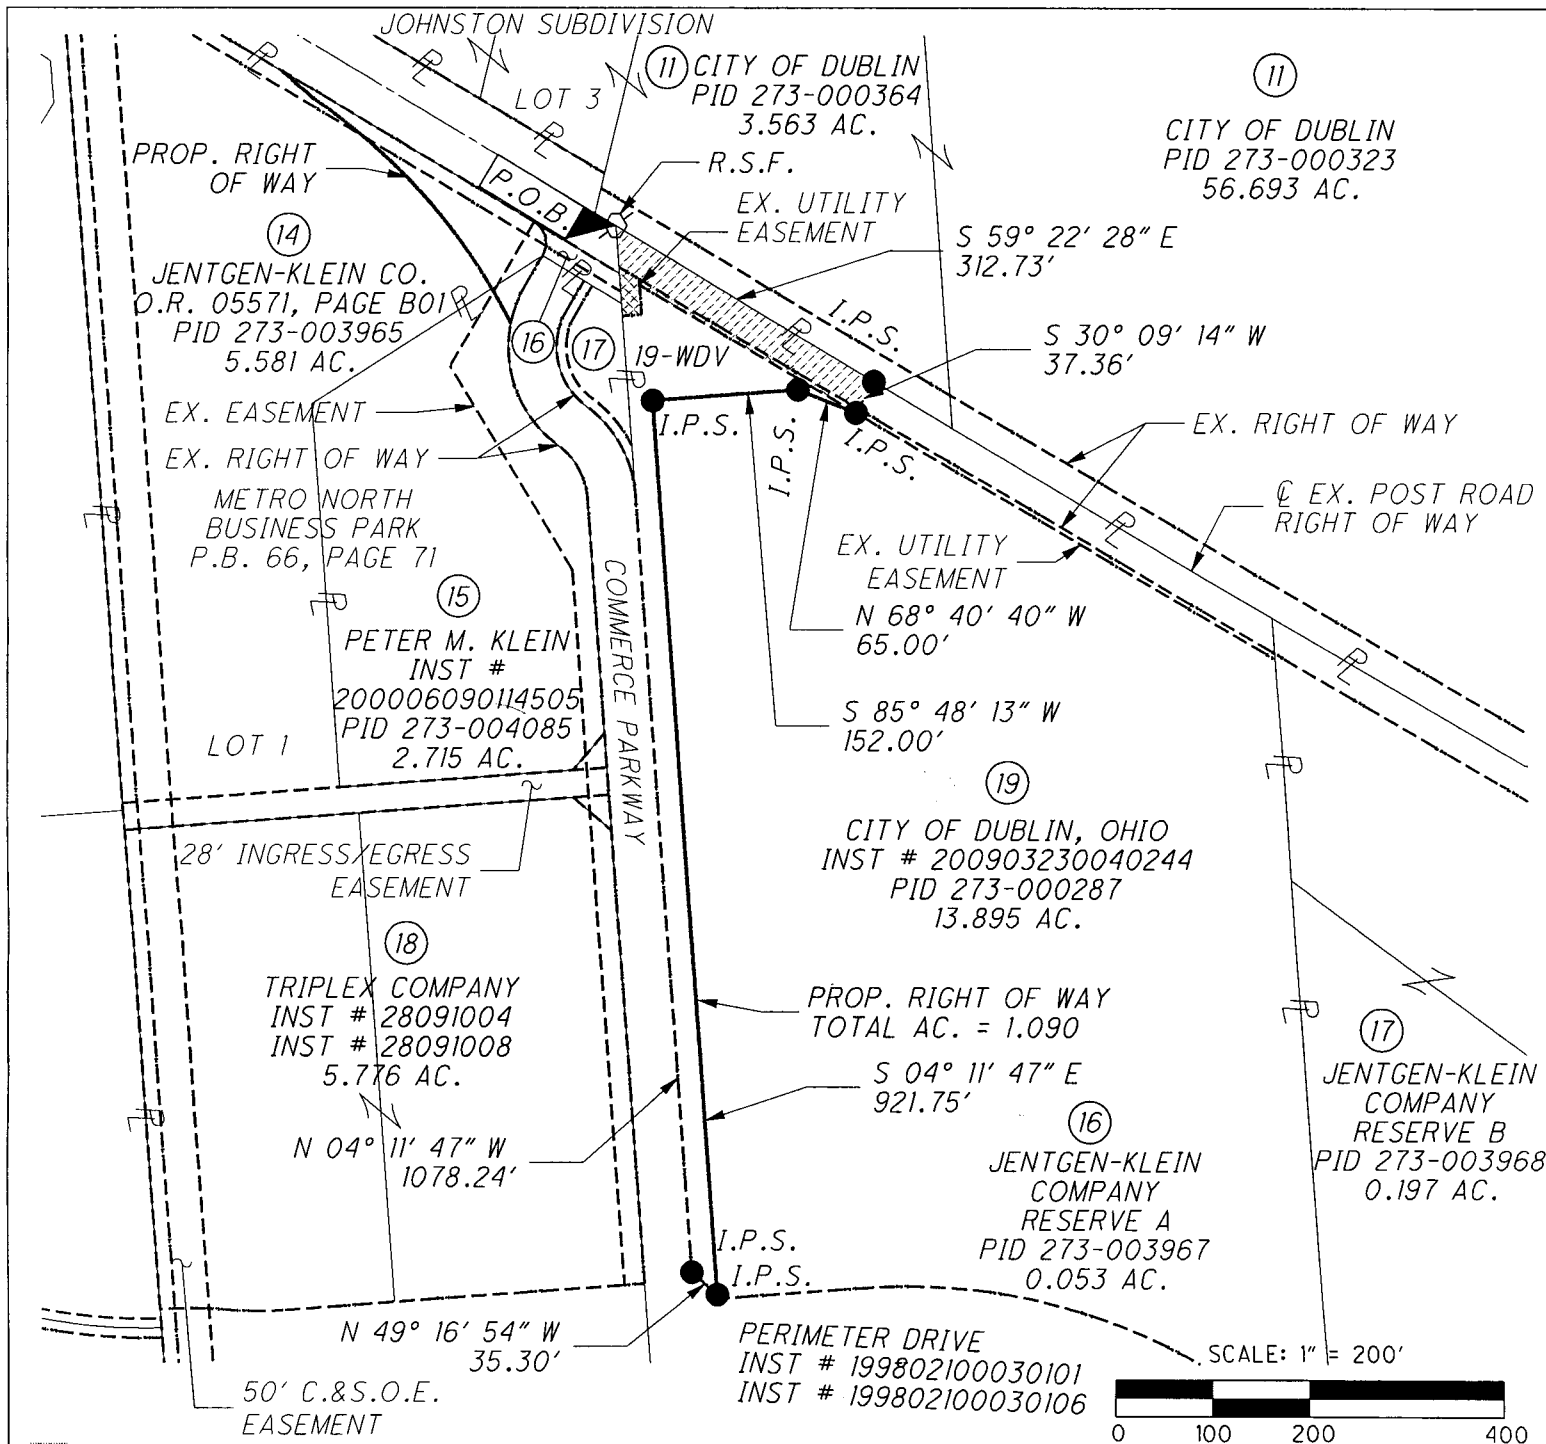 JOHNSTON SUBDIVISION
LOT 3
11
CITY OF DUBLIN
PID 273-000364
3.563 AC.
11
CITY OF DUBLIN
PID 273-000323
56.693 AC.
PROP. RIGHT
OF WAY
P.O.B.
R.S.F.
EX. UTILITY
EASEMENT
S 59° 22' 28" E
312.73'
14
JENTGEN-KLEIN CO.
O.R. 05571, PAGE B01
PID 273-003965
5.581 AC.
16
17
19-WDV
I.P.S.
S 30° 09' 14" W
37.36'
EX. EASEMENT
EX. RIGHT OF WAY
I.P.S.
I.P.S.
I.P.S.
EX. RIGHT OF WAY
METRO NORTH
BUSINESS PARK
P.B. 66, PAGE 71
℄ EX. POST ROAD
RIGHT OF WAY
EX. UTILITY
EASEMENT
15
PETER M. KLEIN
INST #
200006090114505
PID 273-004085
2.715 AC.
COMMERCE PARKWAY
N 68° 40' 40" W
65.00'
S 85° 48' 13" W
152.00'
LOT 1
19
CITY OF DUBLIN, OHIO
INST # 200903230040244
PID 273-000287
13.895 AC.
28' INGRESS/EGRESS
EASEMENT
18
TRIPLEX COMPANY
INST # 28091004
INST # 28091008
5.776 AC.
PROP. RIGHT OF WAY
TOTAL AC. = 1.090
S 04° 11' 47" E
921.75'
17
JENTGEN-KLEIN
COMPANY
RESERVE B
PID 273-003968
0.197 AC.
N 04° 11' 47" W
1078.24'
16
JENTGEN-KLEIN
COMPANY
RESERVE A
PID 273-003967
0.053 AC.
I.P.S.
I.P.S.
N 49° 16' 54" W
35.30'
PERIMETER DRIVE
INST # 199802100030101
INST # 199802100030106
50' C.&S.O.E.
EASEMENT
SCALE: 1" = 200'
0 100 200 400